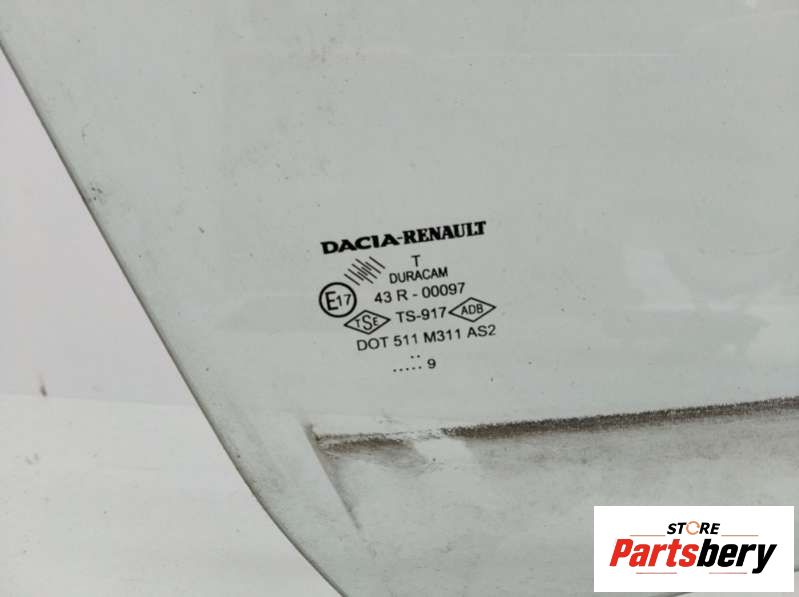 DACIA-RENAULT
T
DURACAM
E17 43 R - 00097
TSE TS-917 ADB
DOT 511 M311 AS2
..
..... 9
STORE
Partsbery